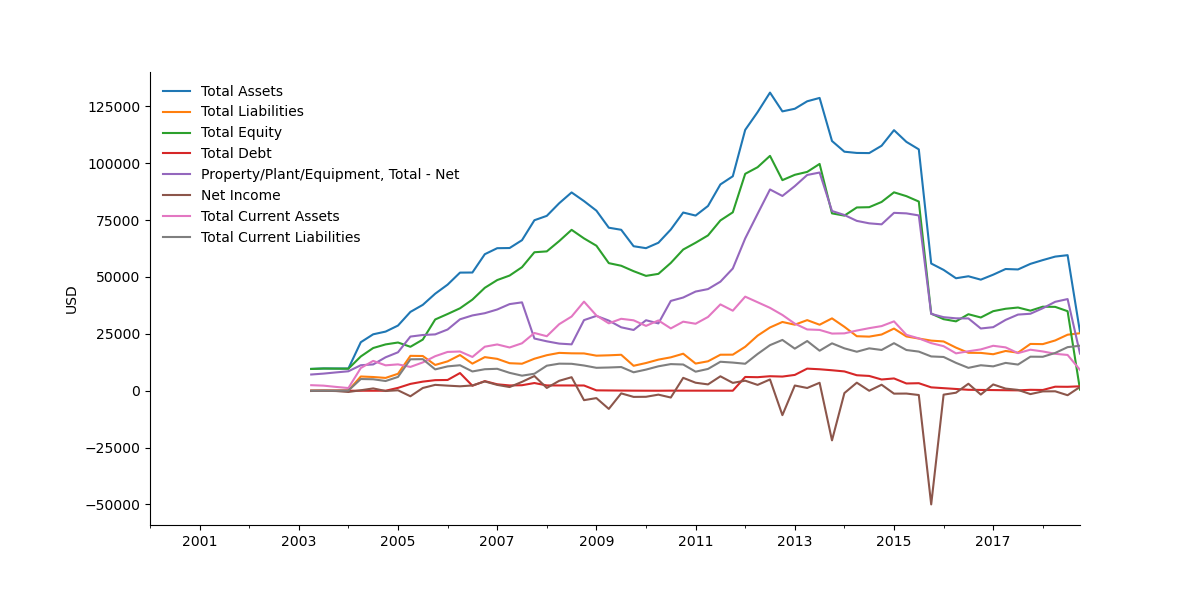 Total Assets
Total Liabilities
Total Equity
Total Debt
Property/Plant/Equipment, Total - Net
Net Income
Total Current Assets
Total Current Liabilities
USD
125000
100000
75000
50000
25000
0
−25000
−50000
2001 2003 2005 2007 2009 2011 2013 2015 2017